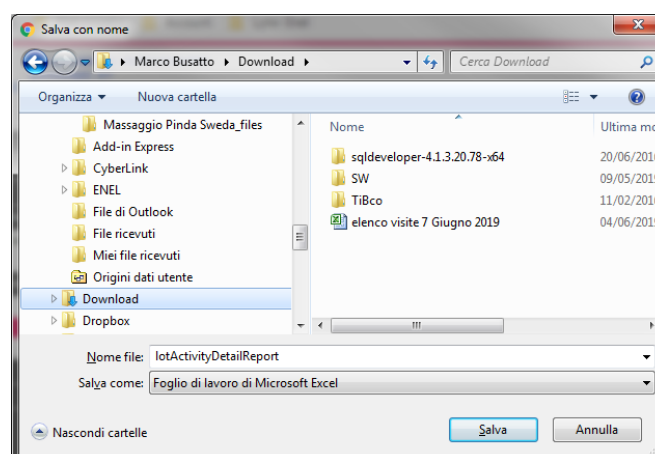 Salva con nome
Marco Busatto Download
Cerca Download
Organizza Nuova cartella
Massaggio Pinda Sweda_files
Add-in Express
CyberLink
ENEL
File di Outlook
File ricevuti
Miei file ricevuti
Origini dati utente
Download
Dropbox
Nome Ultima mo
sqldeveloper-4.1.3.20.78-x64 20/06/201
SW 09/05/201
TiBco 11/02/201
elenco visite 7 Giugno 2019 04/06/201
Nome file: IotActivityDetailReport
Salva come: Foglio di lavoro di Microsoft Excel
Nascondi cartelle
Salva Annulla